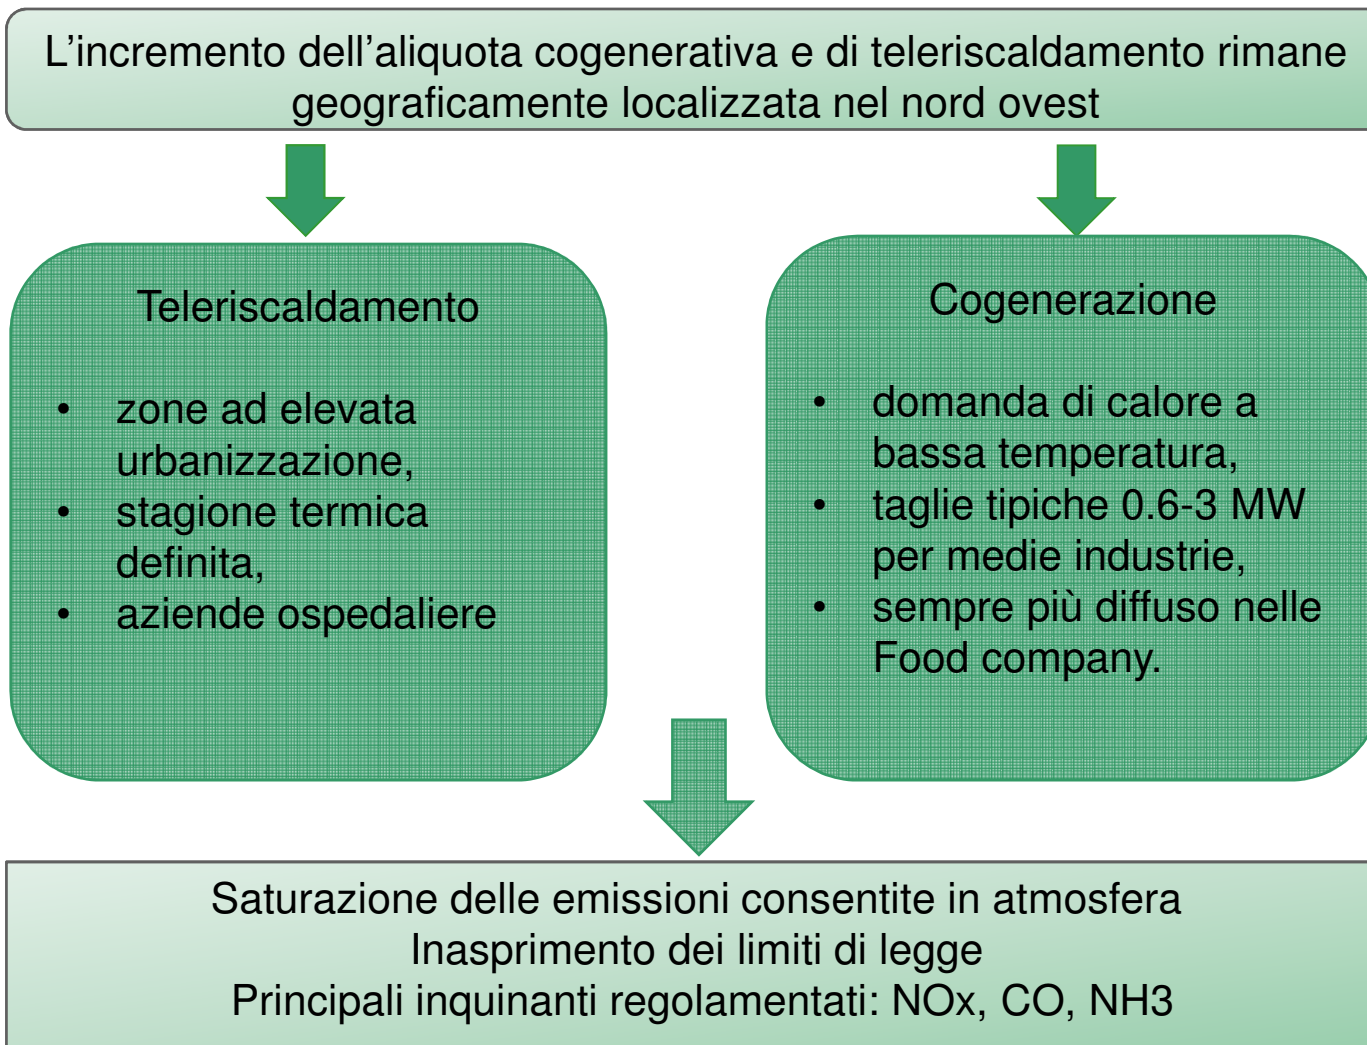 L’incremento dell’aliquota cogenerativa e di teleriscaldamento rimane
geograficamente localizzata nel nord ovest
Teleriscaldamento
• zone ad elevata
urbanizzazione,
• stagione termica
definita,
• aziende ospedaliere
Cogenerazione
• domanda di calore a
bassa temperatura,
• taglie tipiche 0.6-3 MW
per medie industrie,
• sempre più diffuso nelle
Food company.
Saturazione delle emissioni consentite in atmosfera
Inasprimento dei limiti di legge
Principali inquinanti regolamentati: NOx, CO, NH3